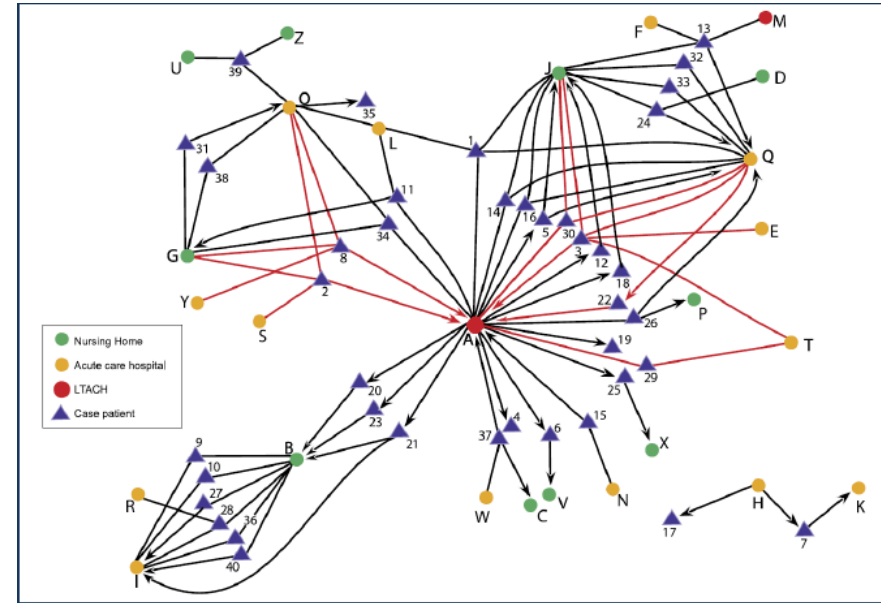 F
M
13
Z
32
J
U
39
33
D
O
35
24
L
1
31
Q
38
11
14
16
5
30
E
34
3
G
8
12
18
2
22
Y
26
P
S
A
19
T
29
25
Nursing Home
Acute care hospital
LTACH
Case patient
20
23
4
15
9
21
37
6
B
X
10
27
R
28
W
C
V
N
H
K
36
17
7
40
I